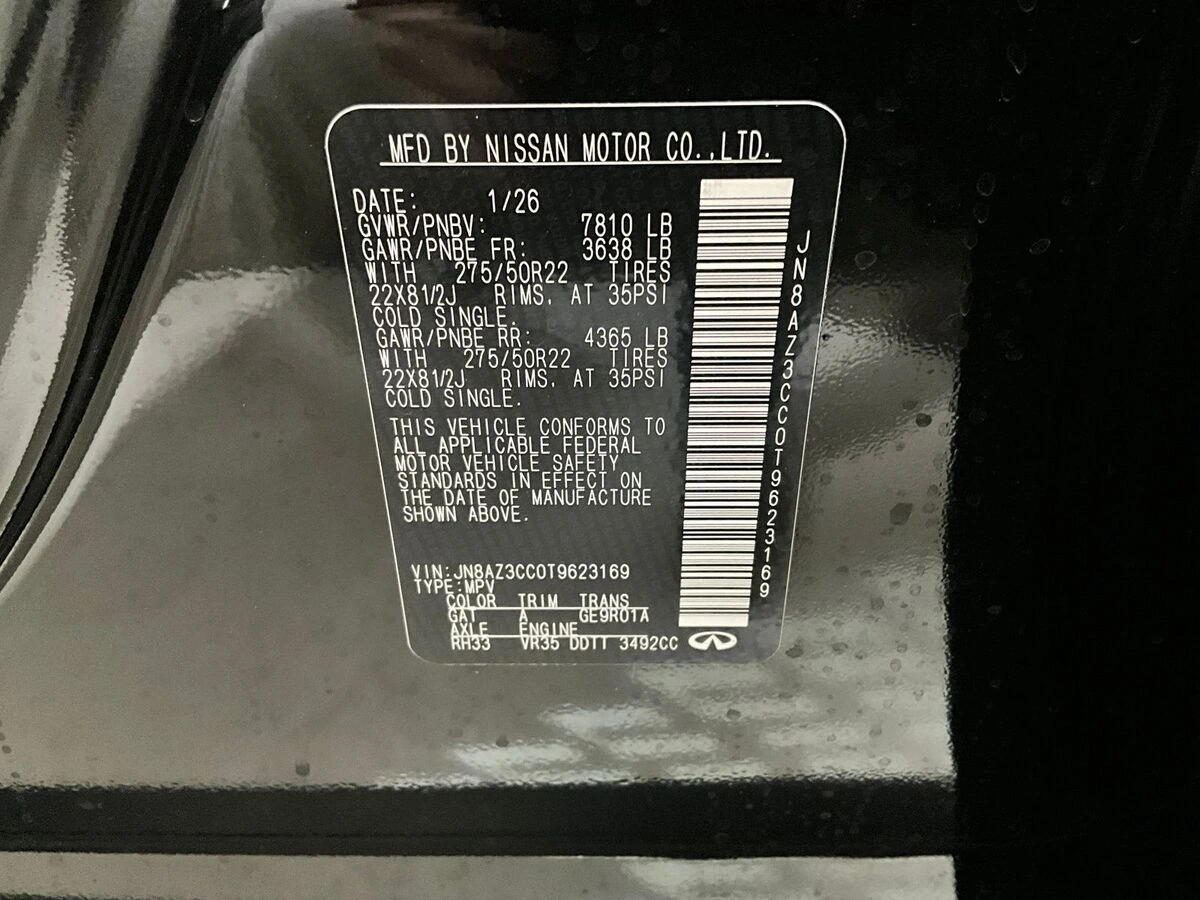 MFD BY NISSAN MOTOR CO.,LTD.
DATE: 1/26
GVWR/PNBV: 7810 LB
GAWR/PNBE FR: 3638 LB
WITH 275/50R22 TIRES
22X81/2J RIMS, AT 35PSI
COLD SINGLE.
GAWR/PNBE RR: 4365 LB
WITH 275/50R22 TIRES
22X81/2J RIMS, AT 35PSI
COLD SINGLE.
THIS VEHICLE CONFORMS TO
ALL APPLICABLE FEDERAL
MOTOR VEHICLE SAFETY
STANDARDS IN EFFECT ON
THE DATE OF MANUFACTURE
SHOWN ABOVE.
VIN:JN8AZ3CC0T9623169
TYPE:MPV
COLOR TRIM TRANS
GAT A GE9R01A
AXLE ENGINE
RH33 VR35 DDTT 3492CC
JN8AZ3CC0T9623169